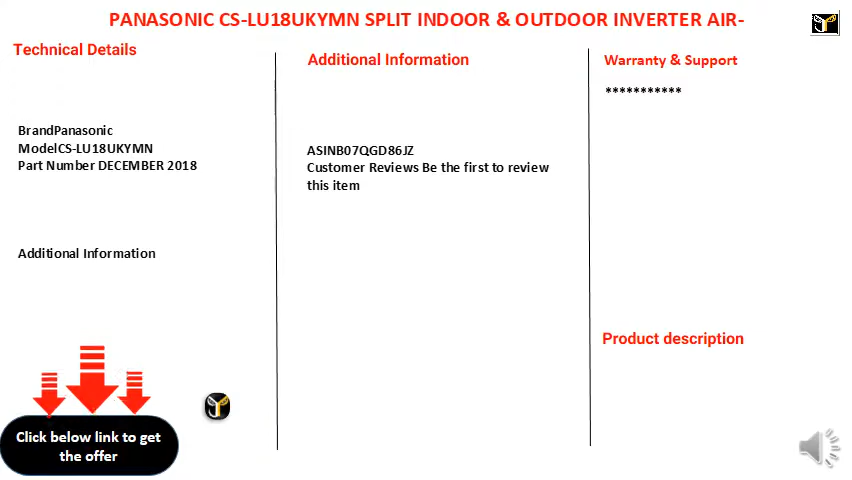 PANASONIC CS-LU18UKYMN SPLIT INDOOR & OUTDOOR INVERTER AIR-
Technical Details
BrandPanasonic
ModelCS-LU18UKYMN
Part Number DECEMBER 2018
Additional Information
Click below link to get
the offer
Additional Information
ASINB07QGD86JZ
Customer Reviews Be the first to review
this item
Warranty & Support
***********
Product description